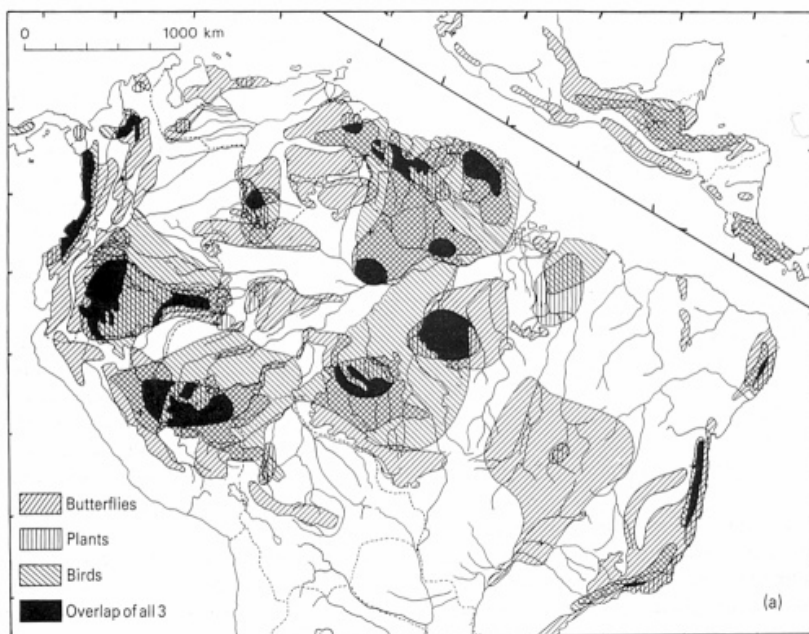 0 1000 km
Butterflies
Plants
Birds
Overlap of all 3
(a)